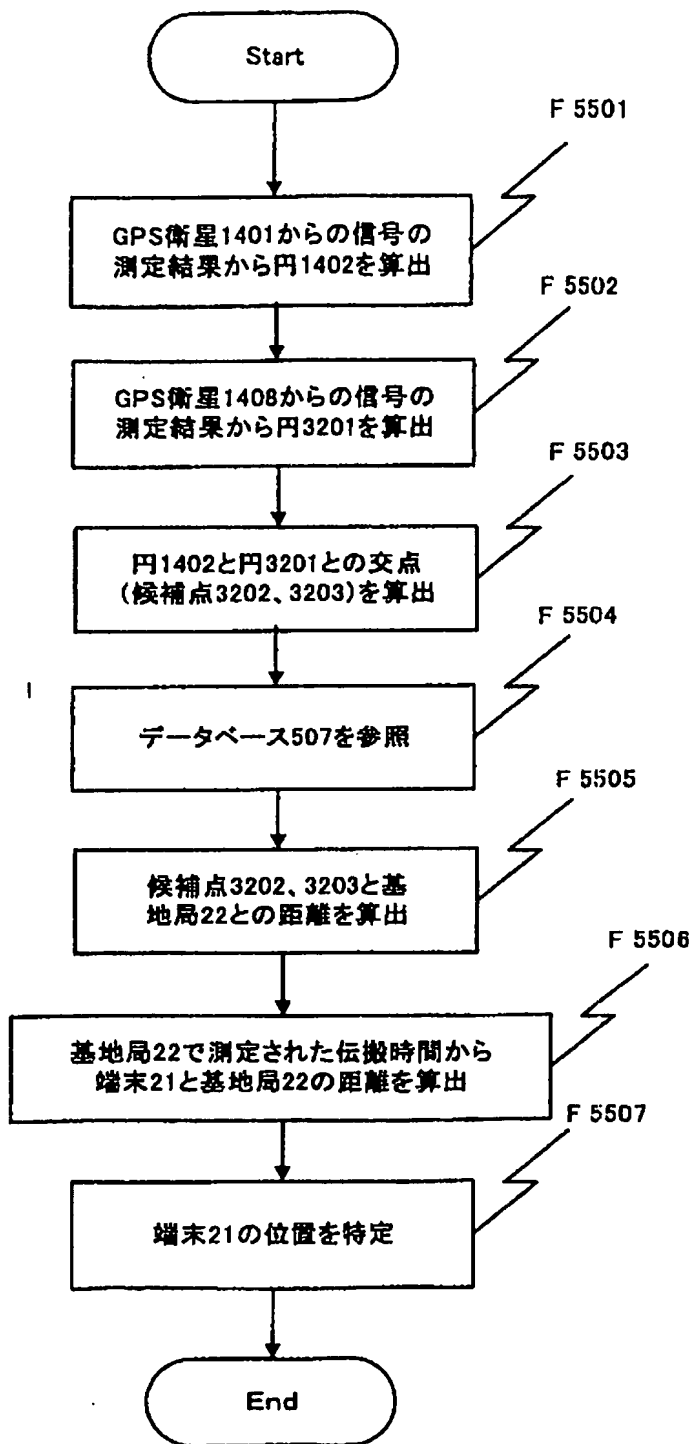 Start
F 5501
GPS衛星1401からの信号の
測定結果から円1402を算出
F 5502
GPS衛星1408からの信号の
測定結果から円3201を算出
F 5503
円1402と円3201との交点
(候補点3202、3203)を算出
F 5504
データベース507を参照
F 5505
候補点3202、3203と基
地局22との距離を算出
F 5506
基地局22で測定された伝搬時間から
端末21と基地局22の距離を算出
F 5507
端末21の位置を特定
End